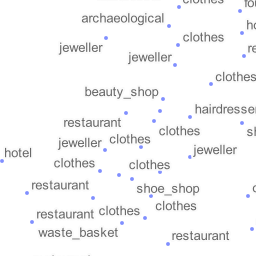 clothes
archaeological
clothes
jeweller
jeweller
clothes
beauty_shop
hairdresser
restaurant
clothes
jeweller
clothes
jeweller
hotel
clothes
clothes
restaurant
shoe_shop
clothes
restaurant
clothes
waste_basket
restaurant